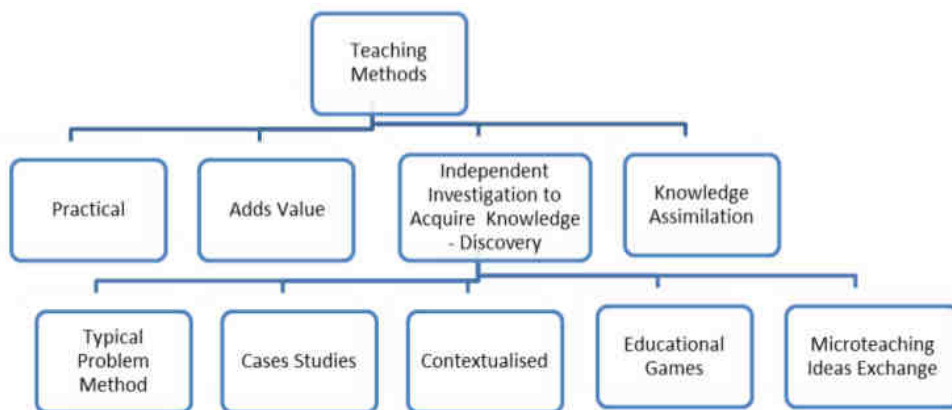 Teaching
Methods
Practical
Adds Value
Independent
Investigation to
Acquire Knowledge
- Discovery
Knowledge
Assimilation
Typical
Problem
Method
Cases Studies
Contextualised
Educational
Games
Microteaching
Ideas Exchange